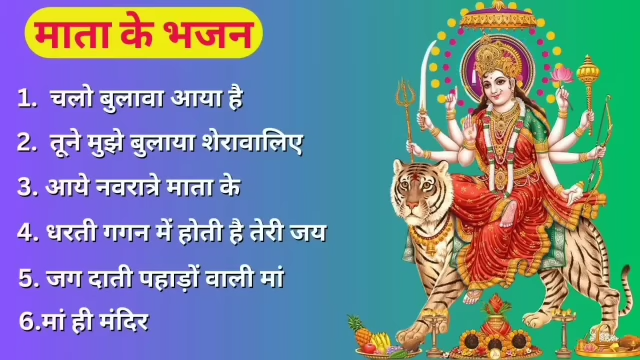 माता के भजन
1. चलो बुलावा आया है
2. तूने मुझे बुलाया शेरावालिए
3. आये नवरात्रे माता के
4. धरती गगन में होती है तेरी जय
5. जग दाती पहाड़ों वाली मां
6.मां ही मंदिर